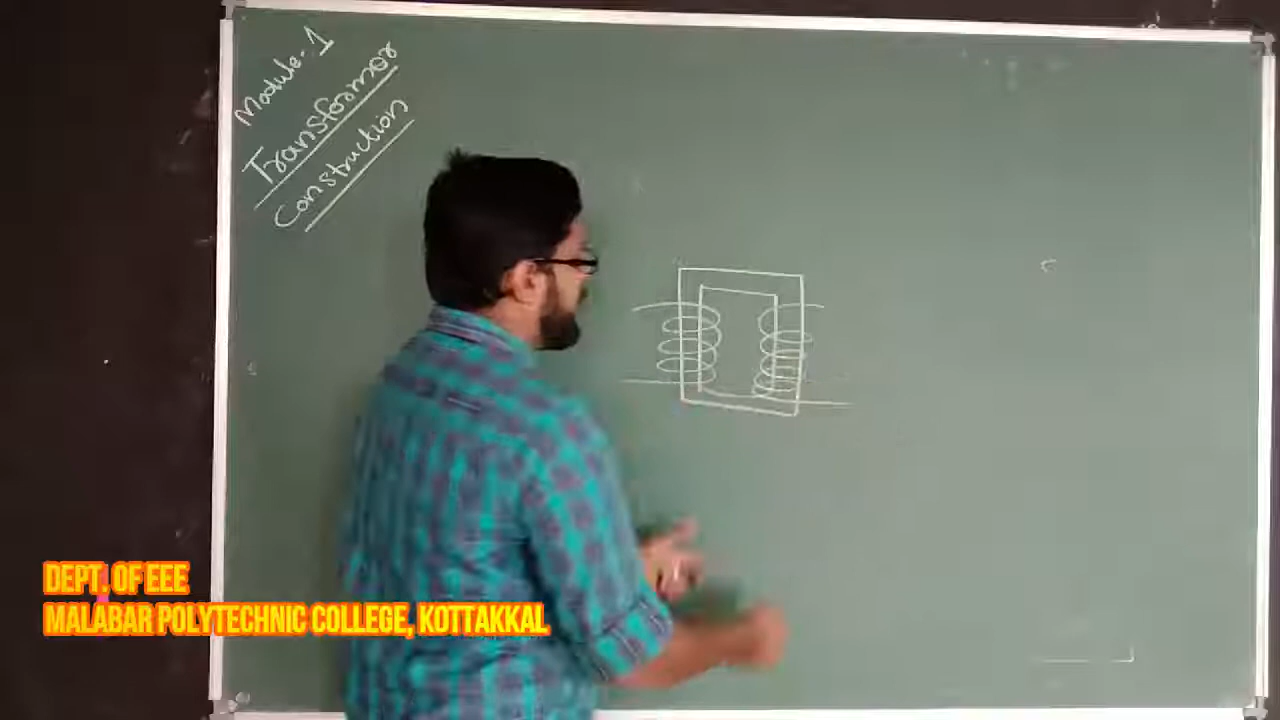 Module-1
Transformer
Construction
DEPT. OF EEE
MALABAR POLYTECHNIC COLLEGE, KOTTAKKAL